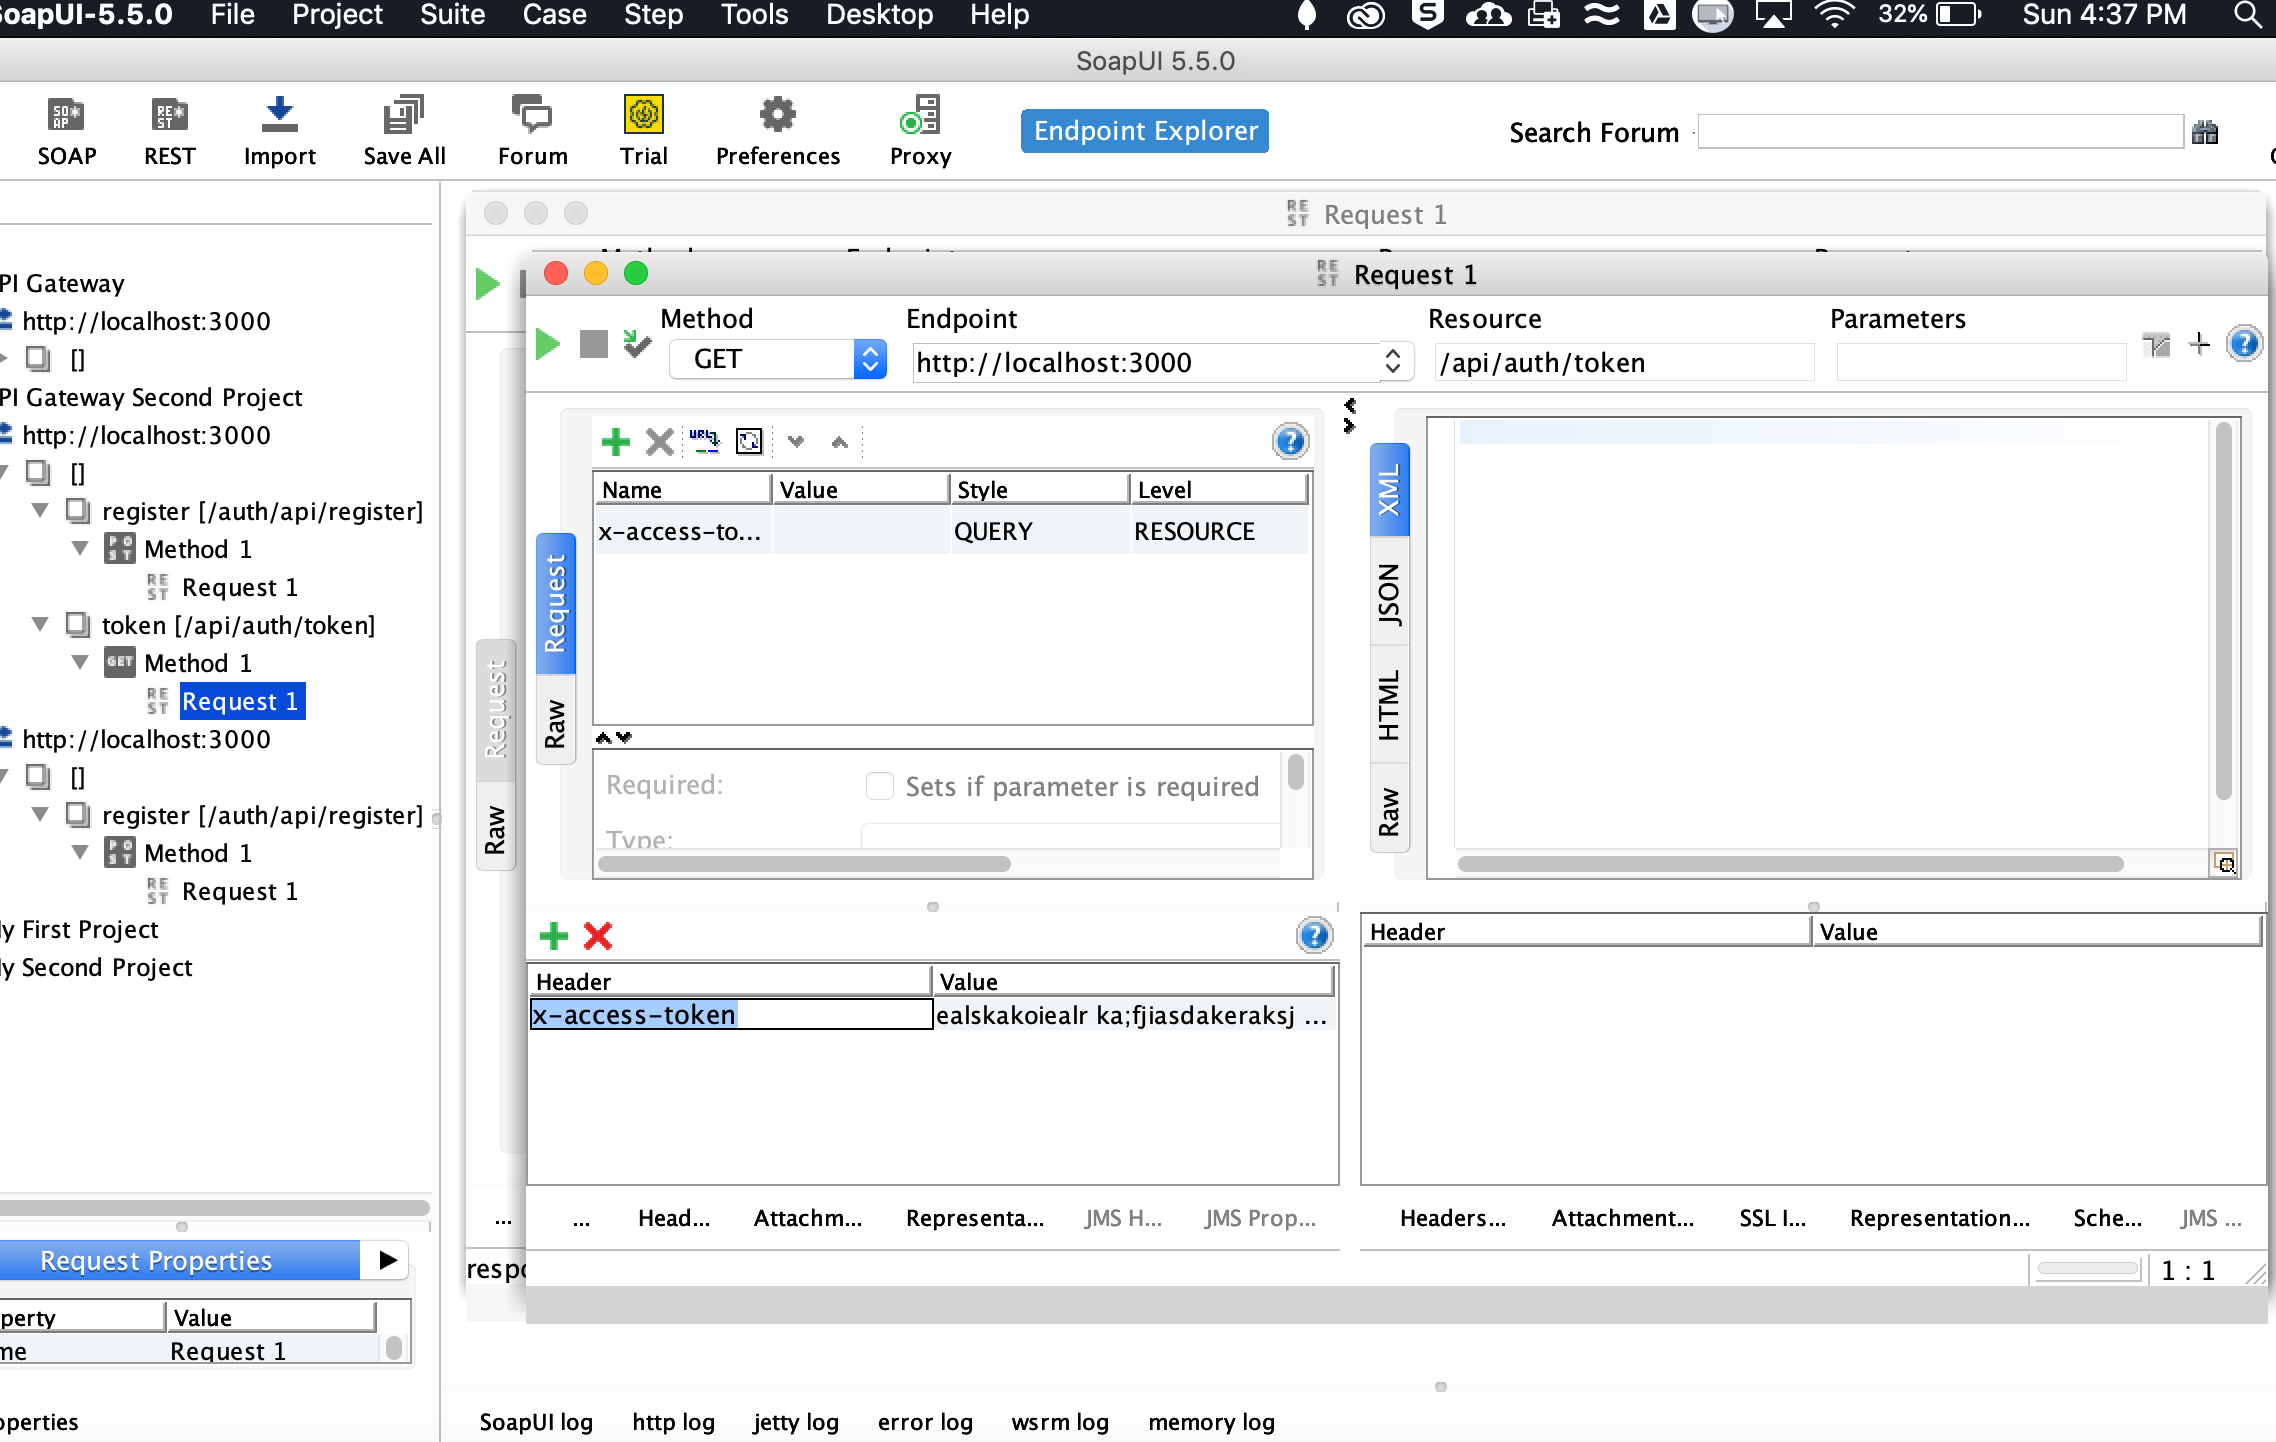 SoapUI-5.5.0 File Project Suite Case Step Tools Desktop Help 32% Sun 4:37 PM
SoapUI 5.5.0
SOAP REST Import Save All Forum Trial Preferences Proxy Endpoint Explorer Search Forum
Request 1
Request 1
Method Endpoint Resource Parameters
GET http://localhost:3000 /api/auth/token
PI Gateway
http://localhost:3000
[]
PI Gateway Second Project
http://localhost:3000
[]
register [/auth/api/register]
POST Method 1
REST Request 1
token [/api/auth/token]
GET Method 1
REST Request 1
http://localhost:3000
[]
register [/auth/api/register]
POST Method 1
REST Request 1
y First Project
y Second Project
Request Properties
perty Value
me Request 1
perties
Request
Raw
Request
Raw
Name Value Style Level
x-access-to... QUERY RESOURCE
Required: Sets if parameter is required
Type:
XML
JSON
HTML
Raw
Header Value
x-access-token ealskakoiealr ka;fjiasdakeraksj ...
Header Value
... ... Head... Attachm... Representa... JMS H... JMS Prop...
Headers... Attachment... SSL I... Representation... Sche... JMS ...
respo
1 : 1
SoapUI log http log jetty log error log wsrm log memory log